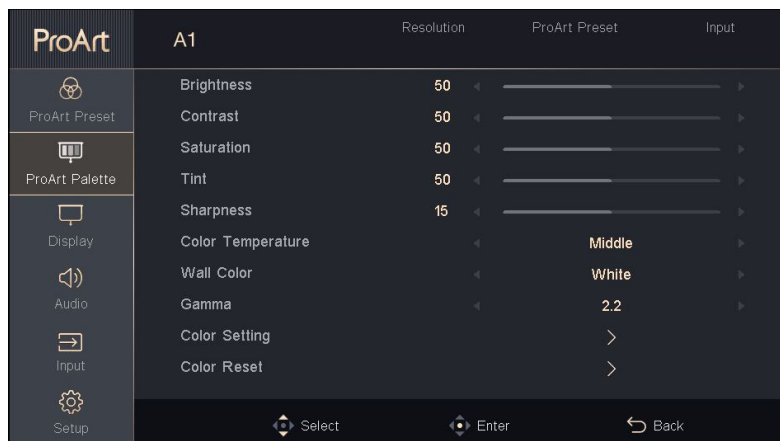 ProArt
A1
Resolution ProArt Preset Input
ProArt Preset
ProArt Palette
Display
Audio
Input
Setup
Brightness 50
Contrast 50
Saturation 50
Tint 50
Sharpness 15
Color Temperature Middle
Wall Color White
Gamma 2.2
Color Setting
Color Reset
Select Enter Back